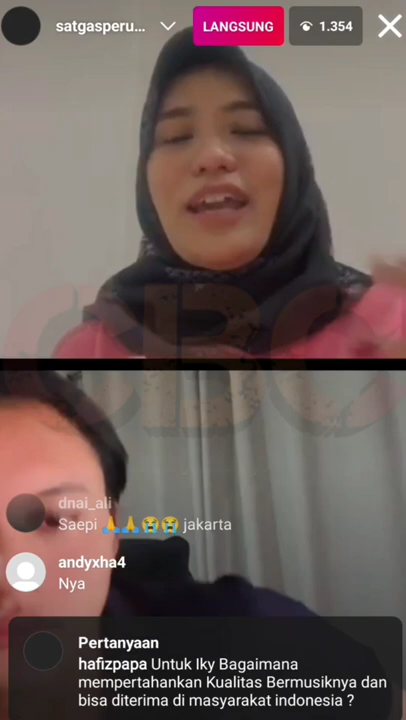 satgasperu...
LANGSUNG
1.354
CBC
dnai_ali
Saepi 🙏🙏😭😭 jakarta
andyxha4
Nya
Pertanyaan
hafizpapa Untuk Iky Bagaimana
mempertahankan Kualitas Bermusiknya dan
bisa diterima di masyarakat indonesia ?